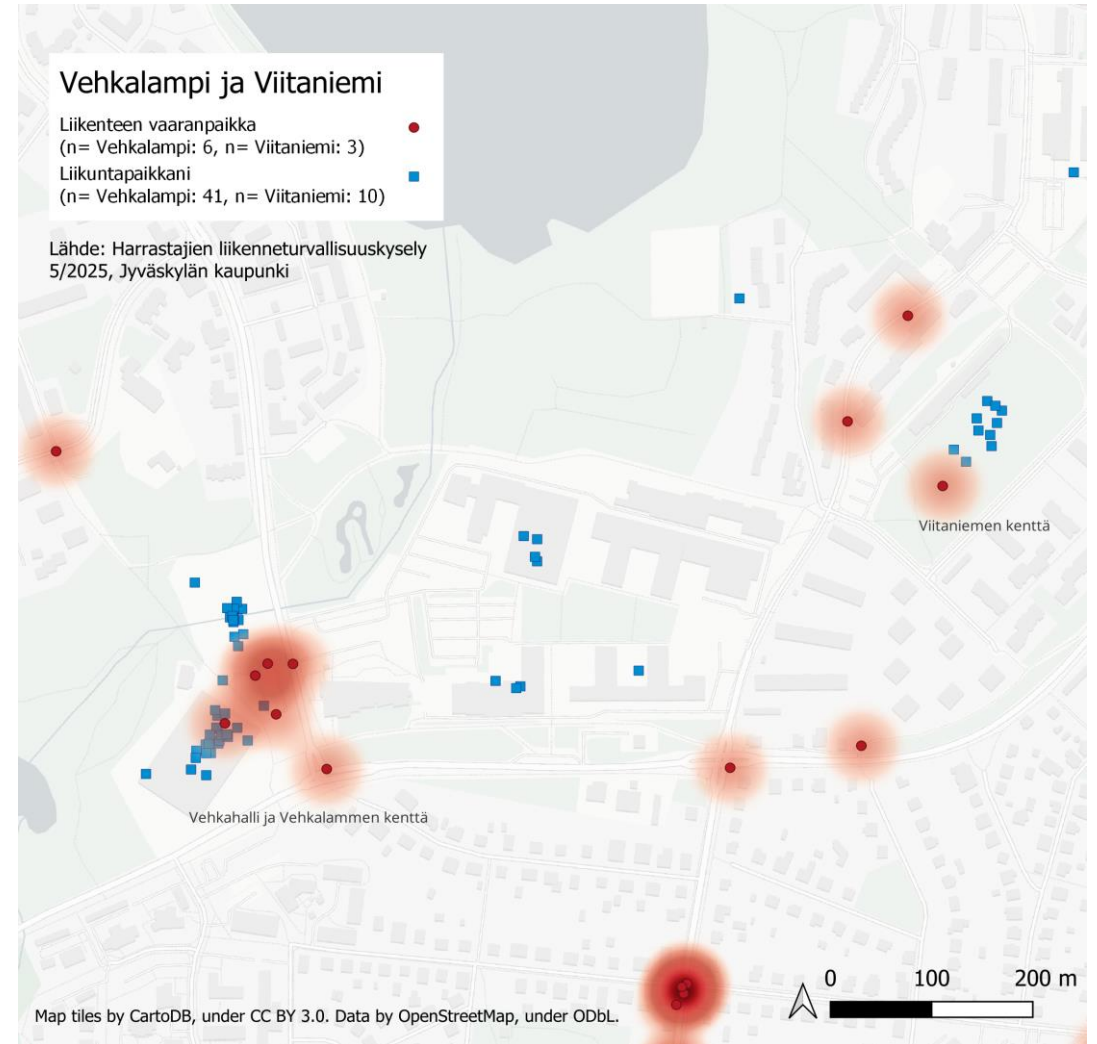 Vehkalampi ja Viitaniemi
Liikenteen vaaranpaikka
(n= Vehkalampi: 6, n= Viitaniemi: 3)
Liikuntapaikkani
(n= Vehkalampi: 41, n= Viitaniemi: 10)
Lähde: Harrastajien liikenneturvallisuuskysely
5/2025, Jyväskylän kaupunki
Viitaniemen kenttä
Vehkahalli ja Vehkalammen kenttä
0 100 200 m
Map tiles by CartoDB, under CC BY 3.0. Data by OpenStreetMap, under ODbL.